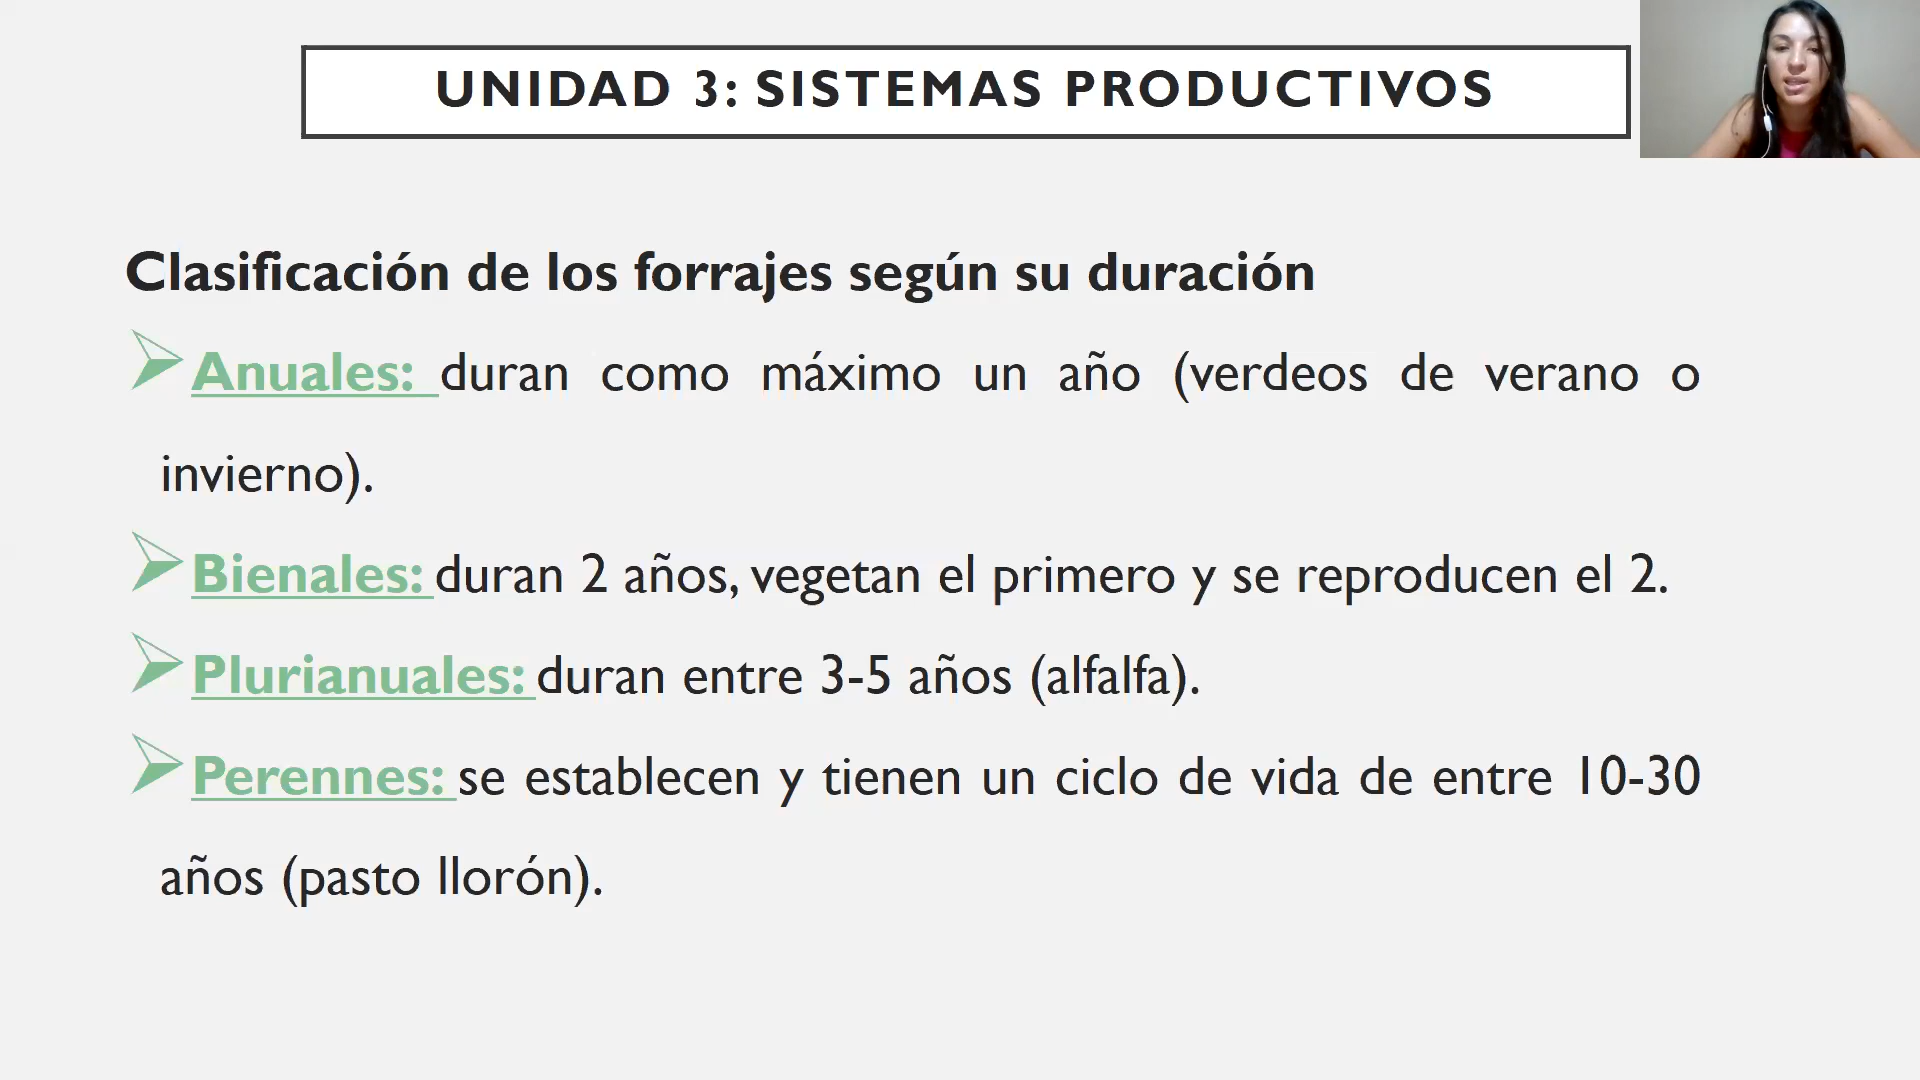 UNIDAD 3: SISTEMAS PRODUCTIVOS
Clasificación de los forrajes según su duración
Anuales: duran como máximo un año (verdeos de verano o
invierno).
Bienales: duran 2 años, vegetan el primero y se reproducen el 2.
Plurianuales: duran entre 3-5 años (alfalfa).
Perennes: se establecen y tienen un ciclo de vida de entre 10-30
años (pasto llorón).